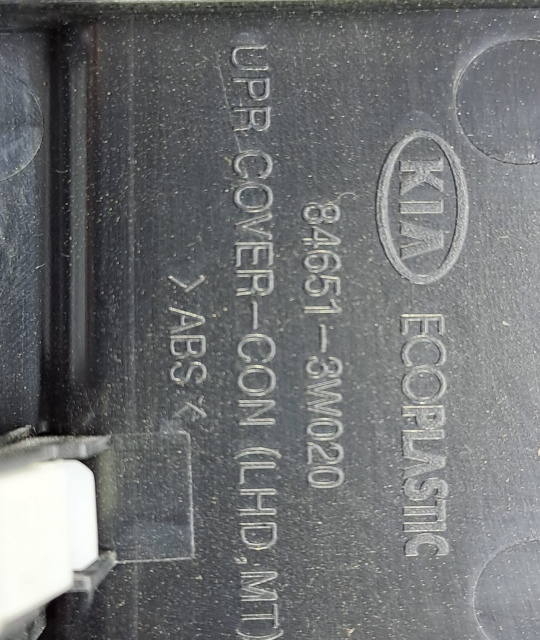 KIA ECOPLASTIC
84651-3W020
UPR COVER-CON (LHD,MT)
>ABS<